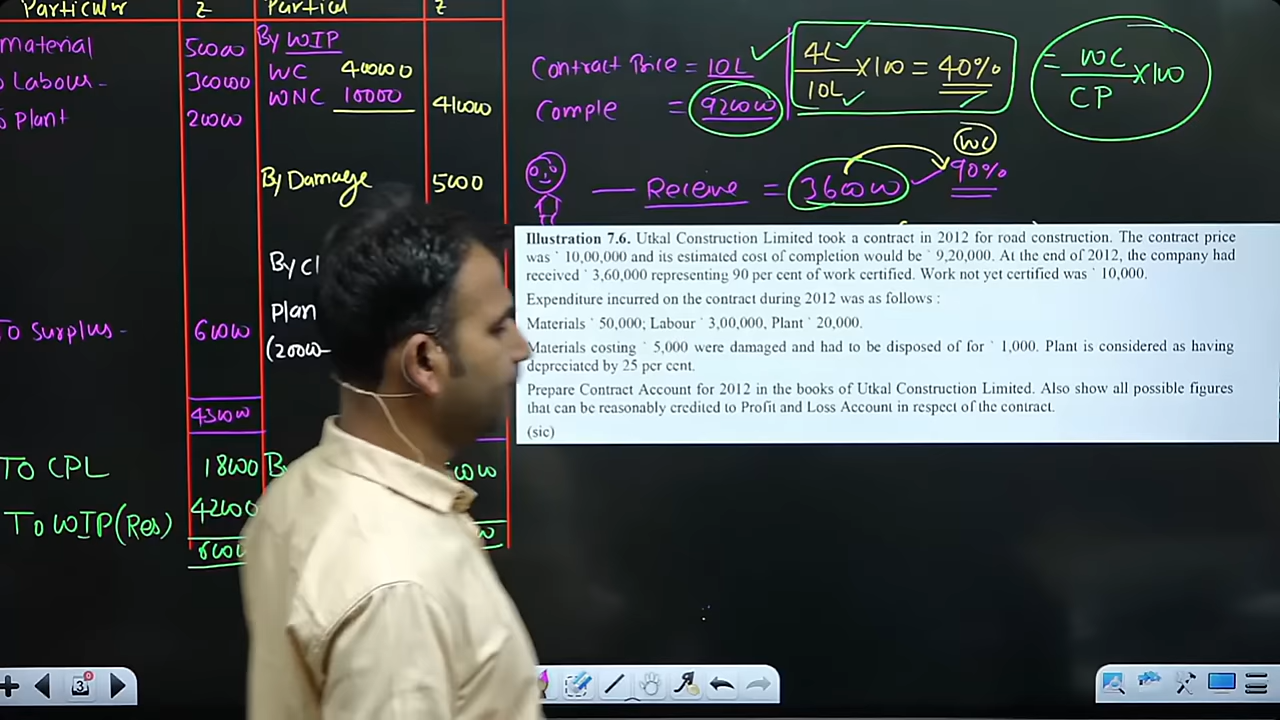 Particular ₹ Particul ₹
material 50000 By WIP
Labour - 300000 WC 400000
Plant 20000 WNC 10000 410000
By Damage 5000
By Cl
Plan
(20000-
To Surplus - 60000
430000
TO CPL 18000 B
To WIP (Res) 42000
Contract Price = 10L
Comple = 920000
4L
10L ×100 = 40%
= WC
CP ×100
WC
— Receive = 360000 90%
Illustration 7.6. Utkal Construction Limited took a contract in 2012 for road construction. The contract price
was ` 10,00,000 and its estimated cost of completion would be ` 9,20,000. At the end of 2012, the company had
received ` 3,60,000 representing 90 per cent of work certified. Work not yet certified was ` 10,000.
Expenditure incurred on the contract during 2012 was as follows :
Materials ` 50,000; Labour ` 3,00,000, Plant ` 20,000.
Materials costing ` 5,000 were damaged and had to be disposed of for ` 1,000. Plant is considered as having
depreciated by 25 per cent.
Prepare Contract Account for 2012 in the books of Utkal Construction Limited. Also show all possible figures
that can be reasonably credited to Profit and Loss Account in respect of the contract.
(sic)
3